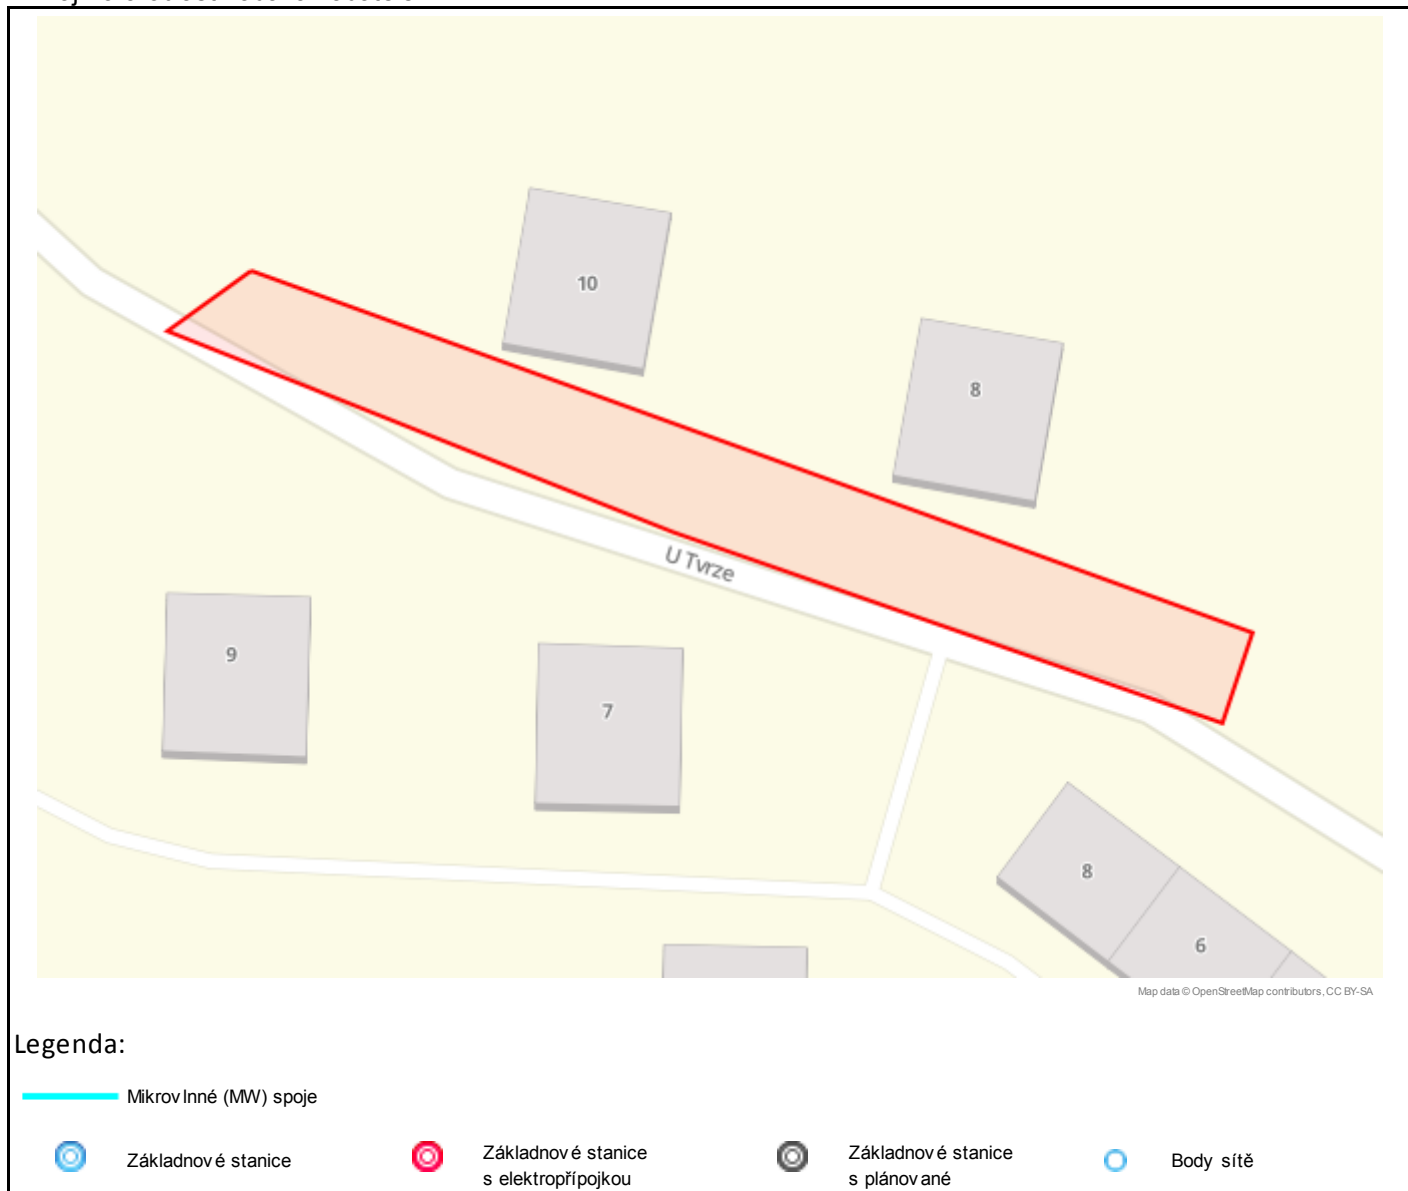 10
8
U Tvrze
9
7
8
6
Map data © OpenStreetMap contributors, CC BY-SA
Legenda:
Mikrovlnné (MW) spoje
Základnové stanice
Základnové stanice
s elektropřípojkou
Základnové stanice
s plánované
Body sítě